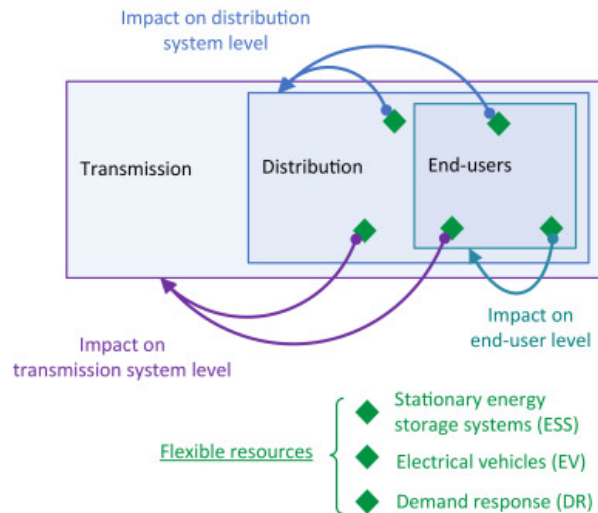 Impact on distribution
system level
Transmission
Distribution
End-users
Impact on
transmission system level
Impact on
end-user level
Flexible resources
Stationary energy
storage systems (ESS)
Electrical vehicles (EV)
Demand response (DR)